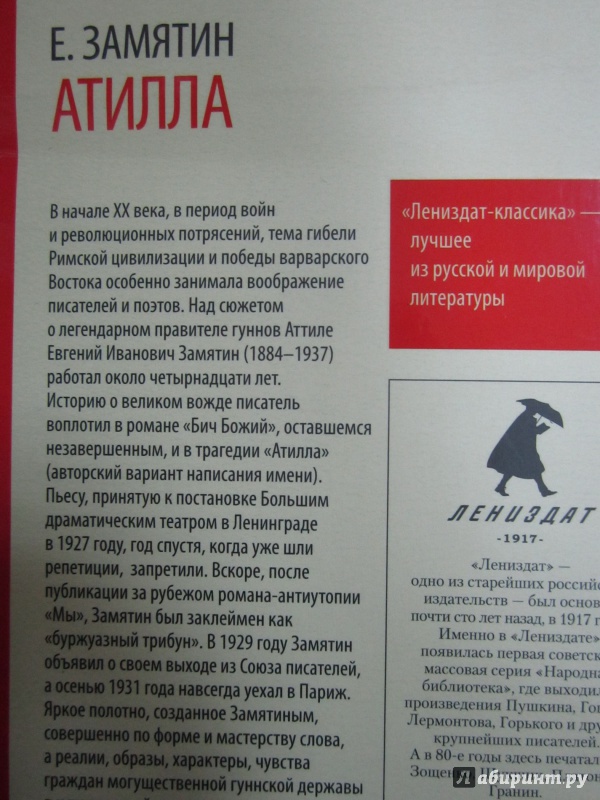 Е. ЗАМЯТИН
АТИЛЛА
В начале XX века, в период войн
и революционных потрясений, тема гибели
Римской цивилизации и победы варварского
Востока особенно занимала воображение
писателей и поэтов. Над сюжетом
о легендарном правителе гуннов Аттиле
Евгений Иванович Замятин (1884–1937)
работал около четырнадцати лет.
Историю о великом вожде писатель
воплотил в романе «Бич Божий», оставшемся
незавершенным, и в трагедии «Атилла»
(авторский вариант написания имени).
Пьесу, принятую к постановке Большим
драматическим театром в Ленинграде
в 1927 году, год спустя, когда уже шли
репетиции, запретили. Вскоре, после
публикации за рубежом романа-антиутопии
«Мы», Замятин был заклеймен как
«буржуазный трибун». В 1929 году Замятин
объявил о своем выходе из Союза писателей,
а осенью 1931 года навсегда уехал в Париж.
Яркое полотно, созданное Замятиным,
совершенно по форме и мастерству слова,
а реалии, образы, характеры, чувства
граждан могущественной гуннской державы
«Лениздат-классика» —
лучшее
из русской и мировой
литературы
ЛЕНИЗДАТ
-1917-
«Лениздат» —
одно из старейших российс
издательств — был основ
почти сто лет назад, в 1917 г
Именно в «Лениздате»
появилась первая советск
массовая серия «Народна
библиотека», где выходил
произведения Пушкина, Гог
Лермонтова, Горького и дру
крупнейших писателей.
А в 80-е годы здесь печатал
Зощен
Гранин.
лабиринт.ру